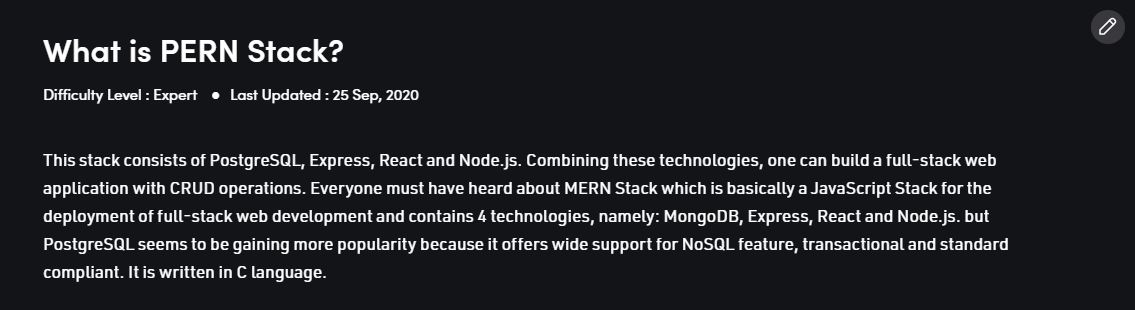 What is PERN Stack?
Difficulty Level : Expert ● Last Updated : 25 Sep, 2020
This stack consists of PostgreSQL, Express, React and Node.js. Combining these technologies, one can build a full-stack web
application with CRUD operations. Everyone must have heard about MERN Stack which is basically a JavaScript Stack for the
deployment of full-stack web development and contains 4 technologies, namely: MongoDB, Express, React and Node.js. but
PostgreSQL seems to be gaining more popularity because it offers wide support for NoSQL feature, transactional and standard
compliant. It is written in C language.